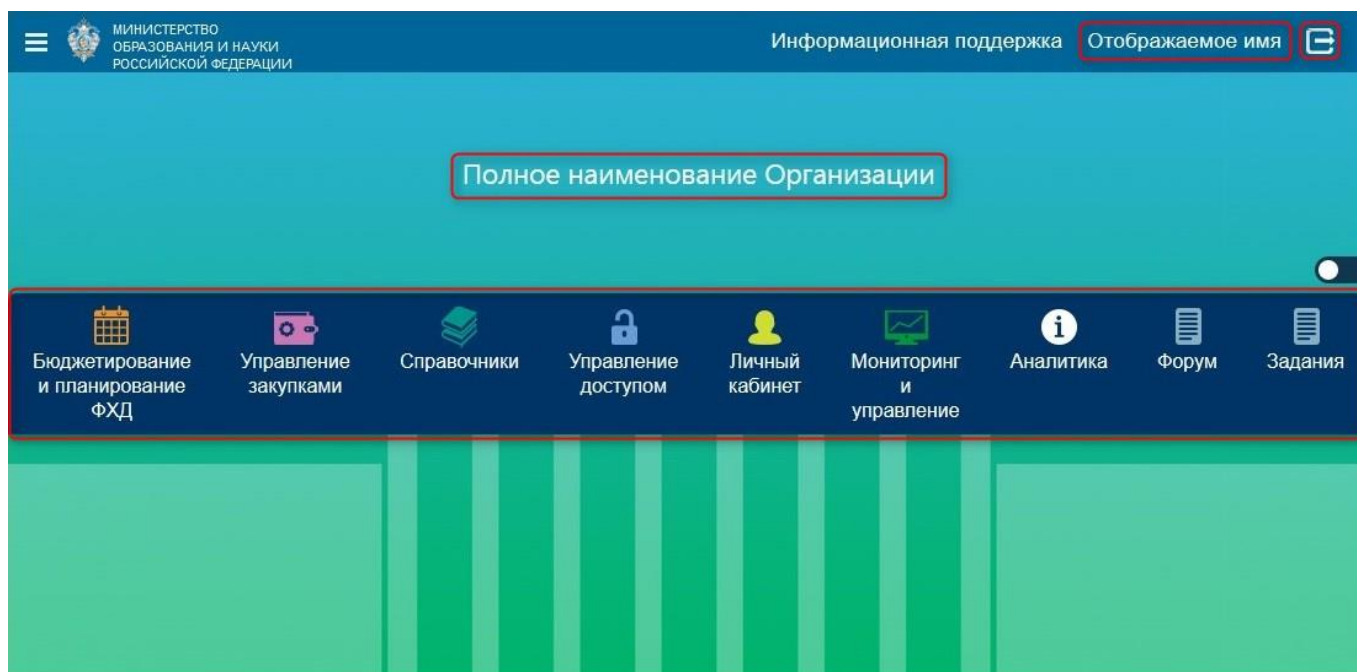 МИНИСТЕРСТВО
ОБРАЗОВАНИЯ И НАУКИ
РОССИЙСКОЙ ФЕДЕРАЦИИ
Информационная поддержка
Отображаемое имя
Полное наименование Организации
Бюджетирование
и планирование
ФХД
Управление
закупками
Справочники
Управление
доступом
Личный
кабинет
Мониторинг
и
управление
Аналитика
Форум
Задания